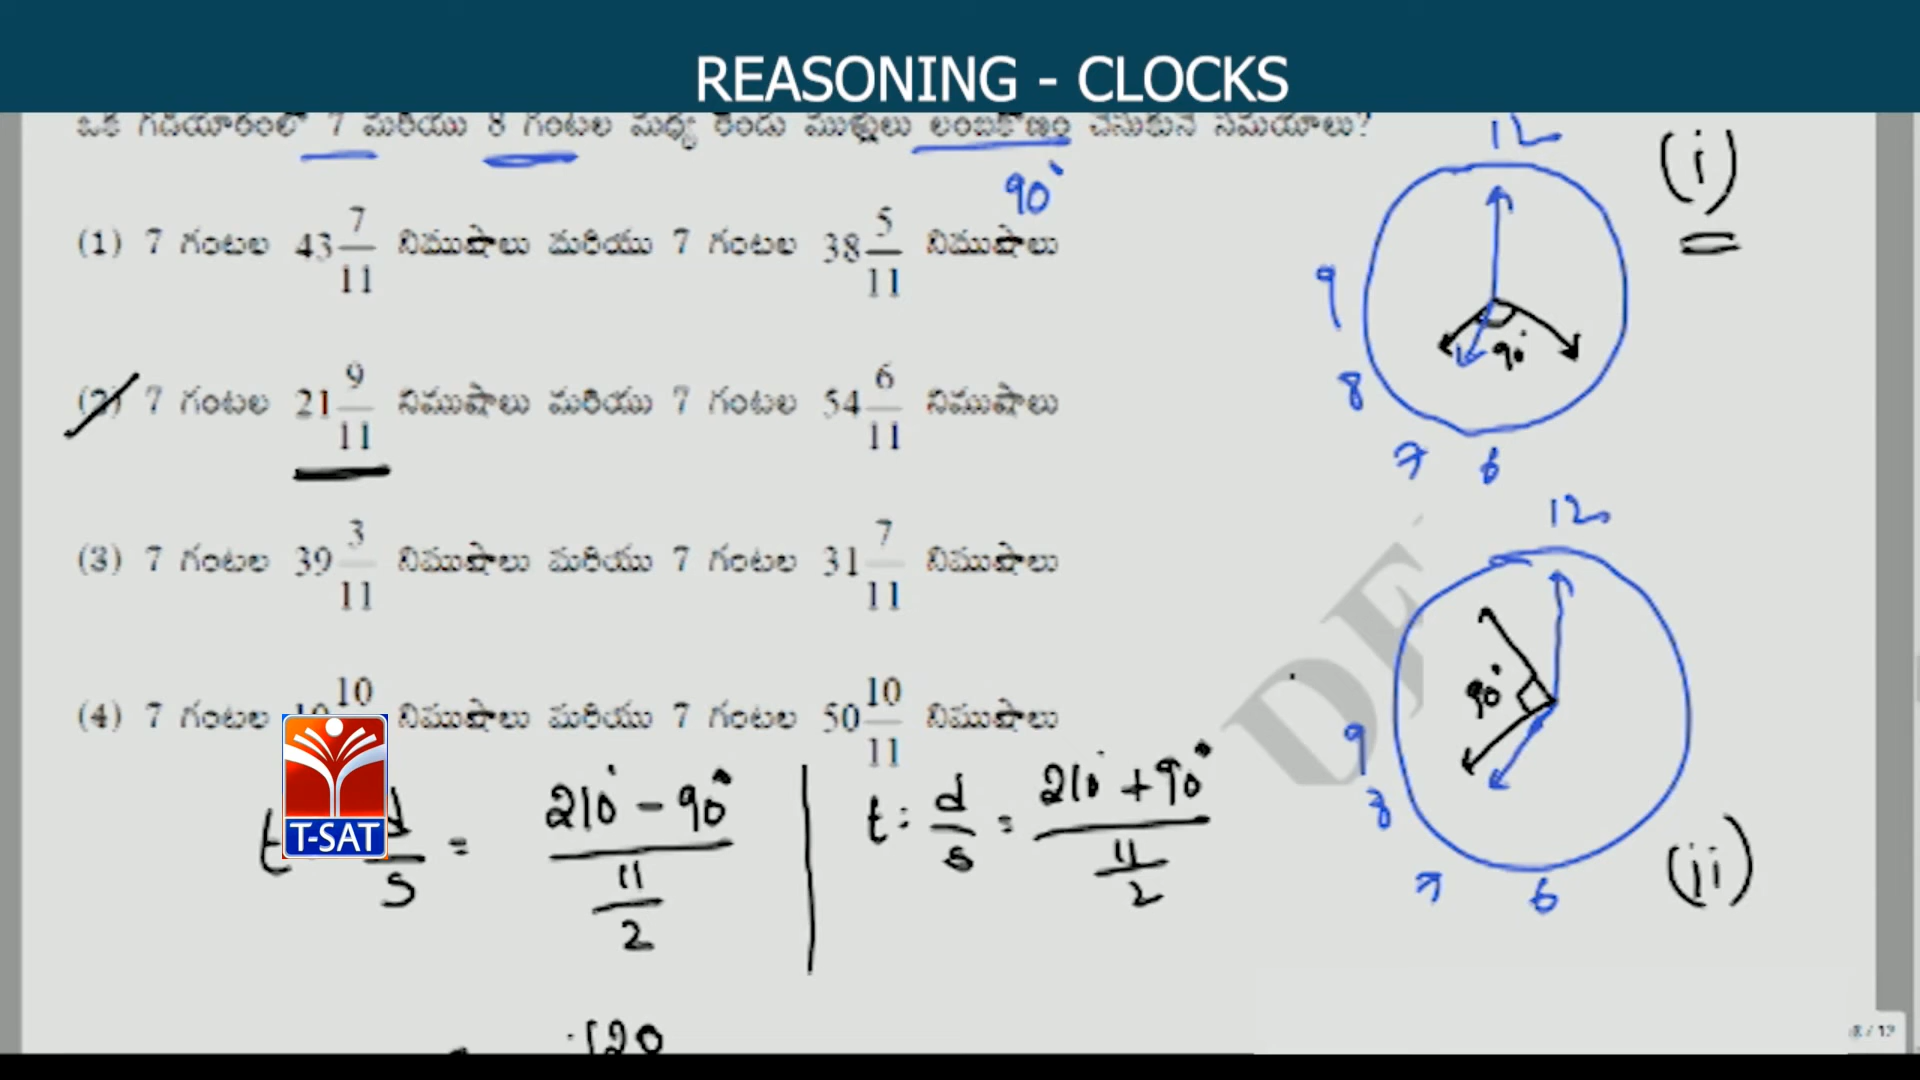 REASONING - CLOCKS
ఒక గడియారంలో 7 మరియు 8 గంటల మధ్య రెండు ముళ్లులు లంబకోణం చేసుకునే సమయాలు?
90°
(1) 7 గంటల 43 7/11 నిముషాలు మరియు 7 గంటల 38 5/11 నిముషాలు
(2) 7 గంటల 21 9/11 నిముషాలు మరియు 7 గంటల 54 6/11 నిముషాలు
(3) 7 గంటల 39 3/11 నిముషాలు మరియు 7 గంటల 31 7/11 నిముషాలు
(4) 7 గంటల 10 నిముషాలు మరియు 7 గంటల 50 10/11 నిముషాలు
12
(i)
9
90°
8
7 6
12
90°
9
8
7 6
(ii)
DF
T-SAT
t d/s = 210° - 90° / 11/2
t = d/s = 210° + 90° / 11/2
= 120
8 / 12